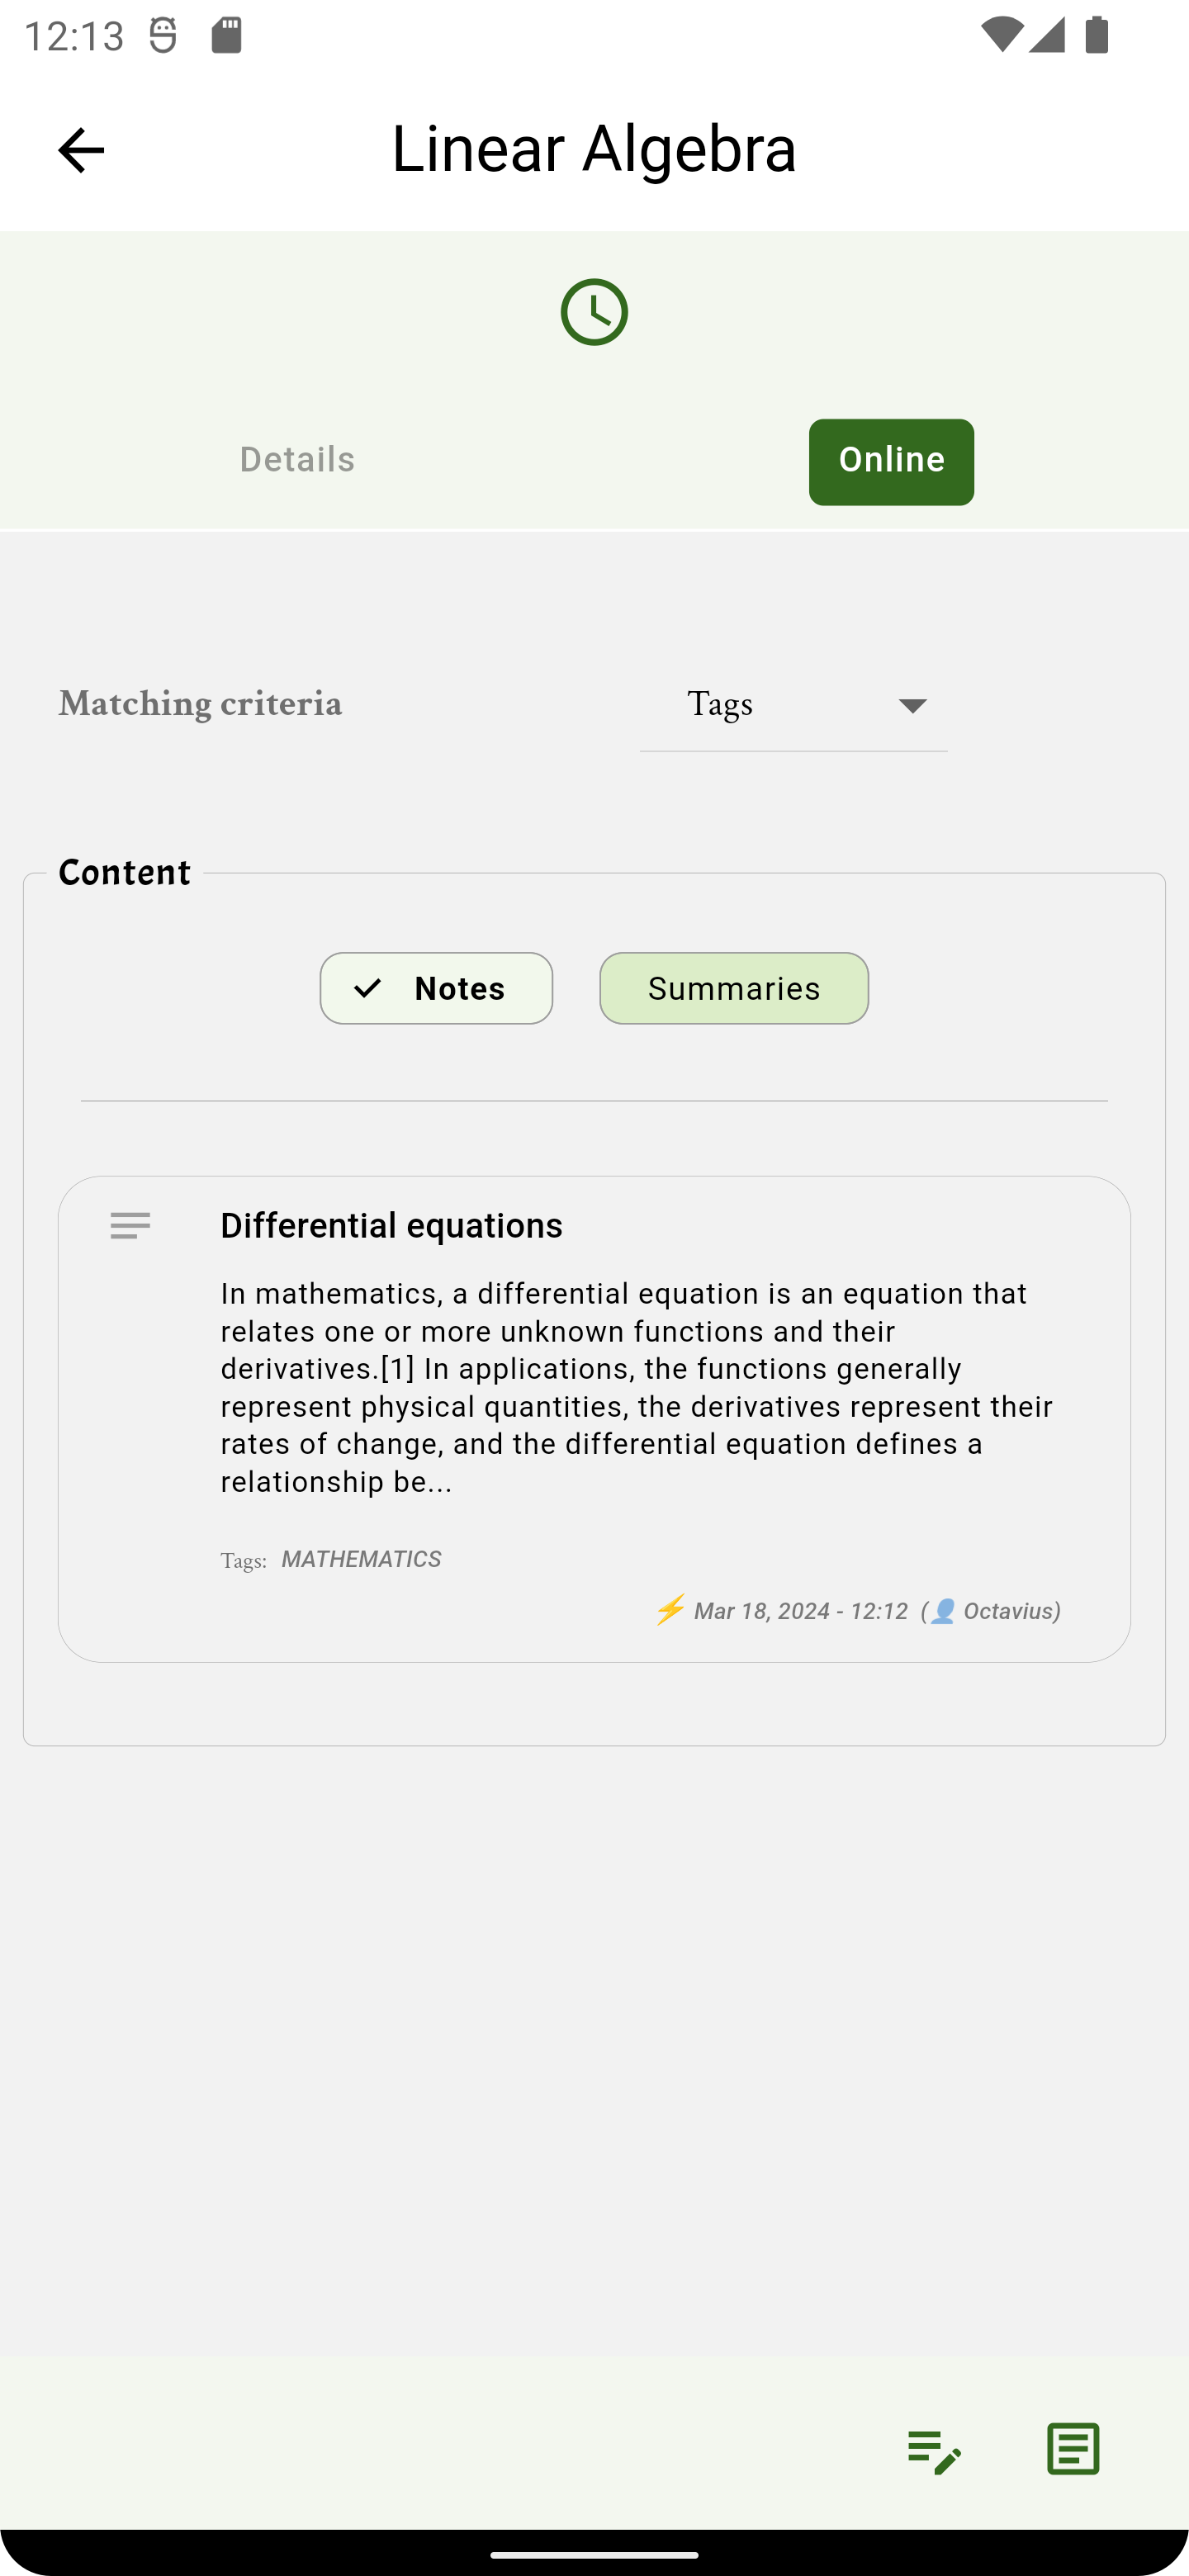 12:13
Linear Algebra
Details
Online
Matching criteria
Tags
Content
Notes
Summaries
Differential equations
In mathematics, a differential equation is an equation that
relates one or more unknown functions and their
derivatives.[1] In applications, the functions generally
represent physical quantities, the derivatives represent their
rates of change, and the differential equation defines a
relationship be...
Tags: MATHEMATICS
⚡ Mar 18, 2024 - 12:12 (👤 Octavius)